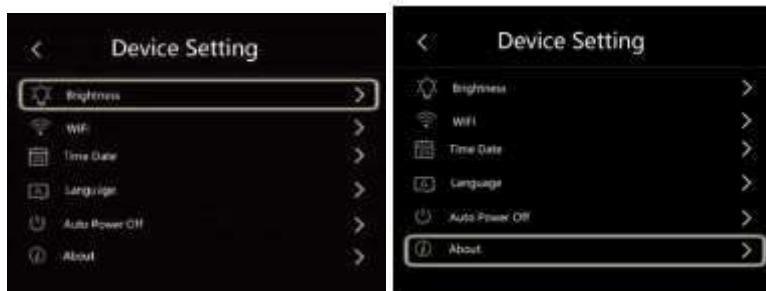 Device Setting
Brightness
WiFi
Time Date
Language
Auto Power Off
About
Device Setting
Brightness
WiFi
Time Date
Language
Auto Power Off
About